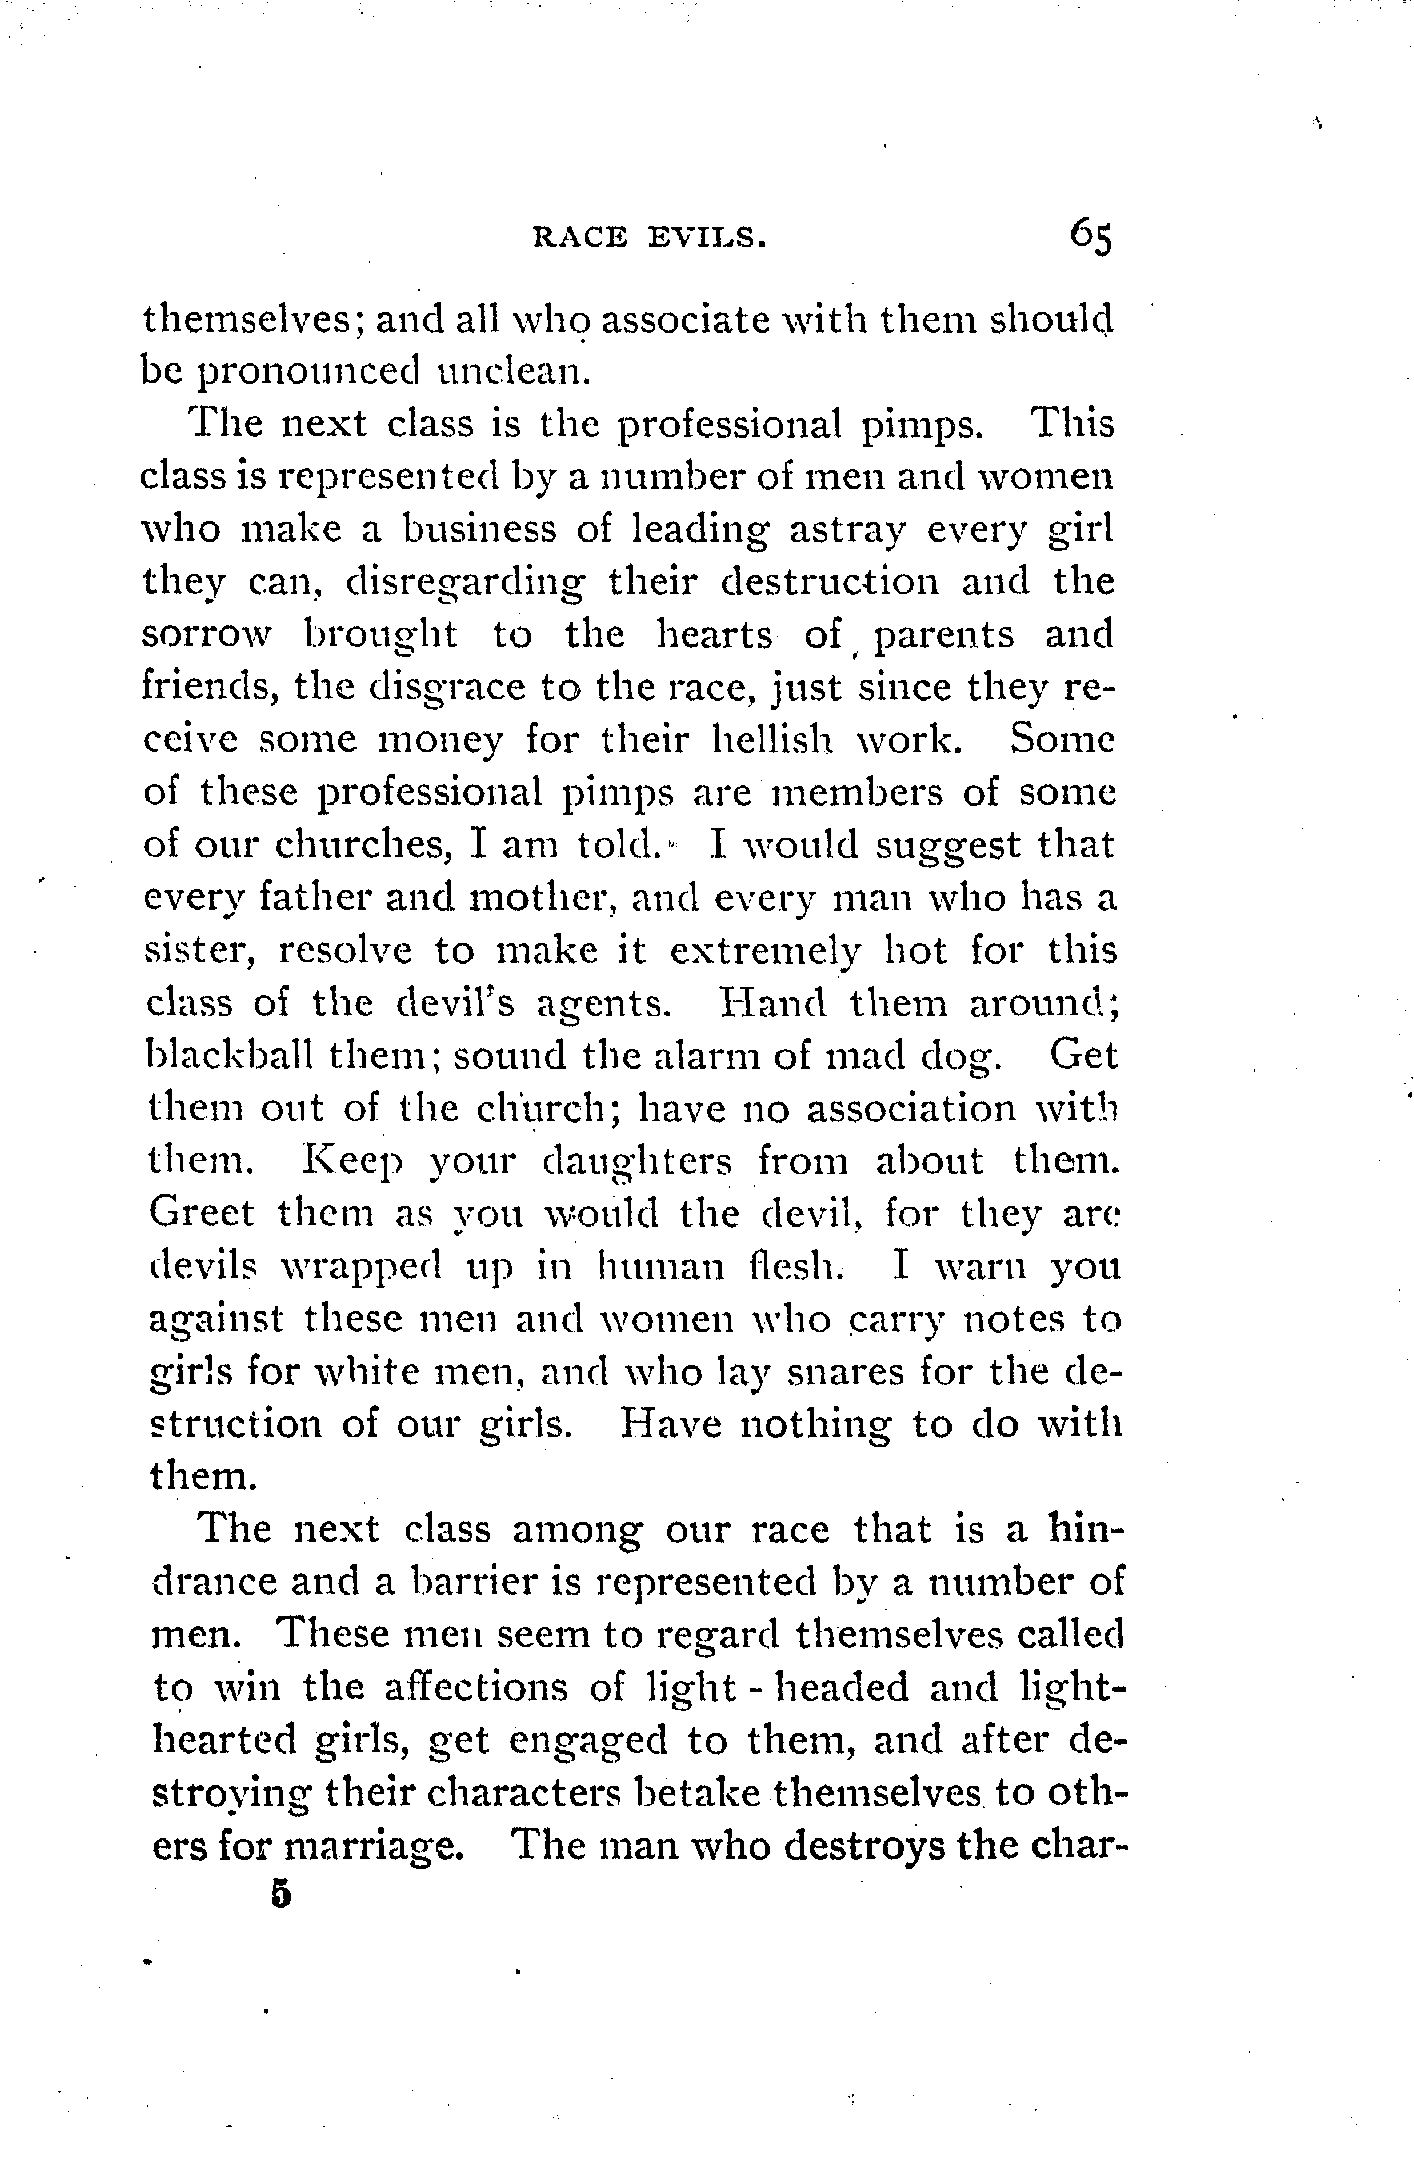 RACE EVILS. 65
themselves; and all who associate with them should
be pronounced unclean.
The next class is the professional pimps. This
class is represented by a number of men and women
who make a business of leading astray every girl
they can, disregarding their destruction and the
sorrow brought to the hearts of parents and
friends, the disgrace to the race, just since they re-
ceive some money for their hellish work. Some
of these professional pimps are members of some
of our churches, I am told. I would suggest that
every father and mother, and every man who has a
sister, resolve to make it extremely hot for this
class of the devil's agents. Hand them around;
blackball them; sound the alarm of mad dog. Get
them out of the church; have no association with
them. Keep your daughters from about them.
Greet them as you would the devil, for they are
devils wrapped up in human flesh. I warn you
against these men and women who carry notes to
girls for white men, and who lay snares for the de-
struction of our girls. Have nothing to do with
them.
The next class among our race that is a hin-
drance and a barrier is represented by a number of
men. These men seem to regard themselves called
to win the affections of light-headed and light-
hearted girls, get engaged to them, and after de-
stroying their characters betake themselves to oth-
ers for marriage. The man who destroys the char-
5